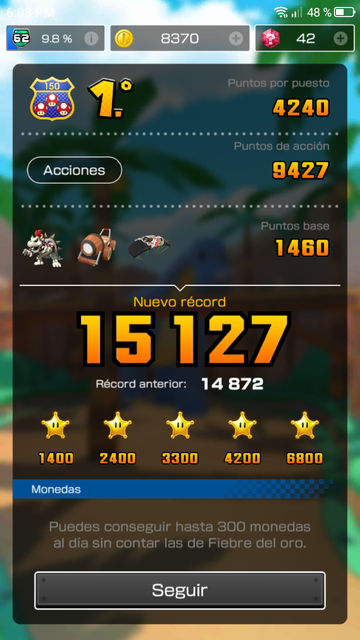 6:03 PM
48 %
62
9.8 %
8370
42
150
1.º
Puntos por puesto
4240
Puntos de acción
Acciones
9427
Puntos base
1460
Nuevo récord
15 127
Récord anterior: 14 872
1400 2400 3300 4200 6800
Monedas
Puedes conseguir hasta 300 monedas
al día sin contar las de Fiebre del oro.
Seguir